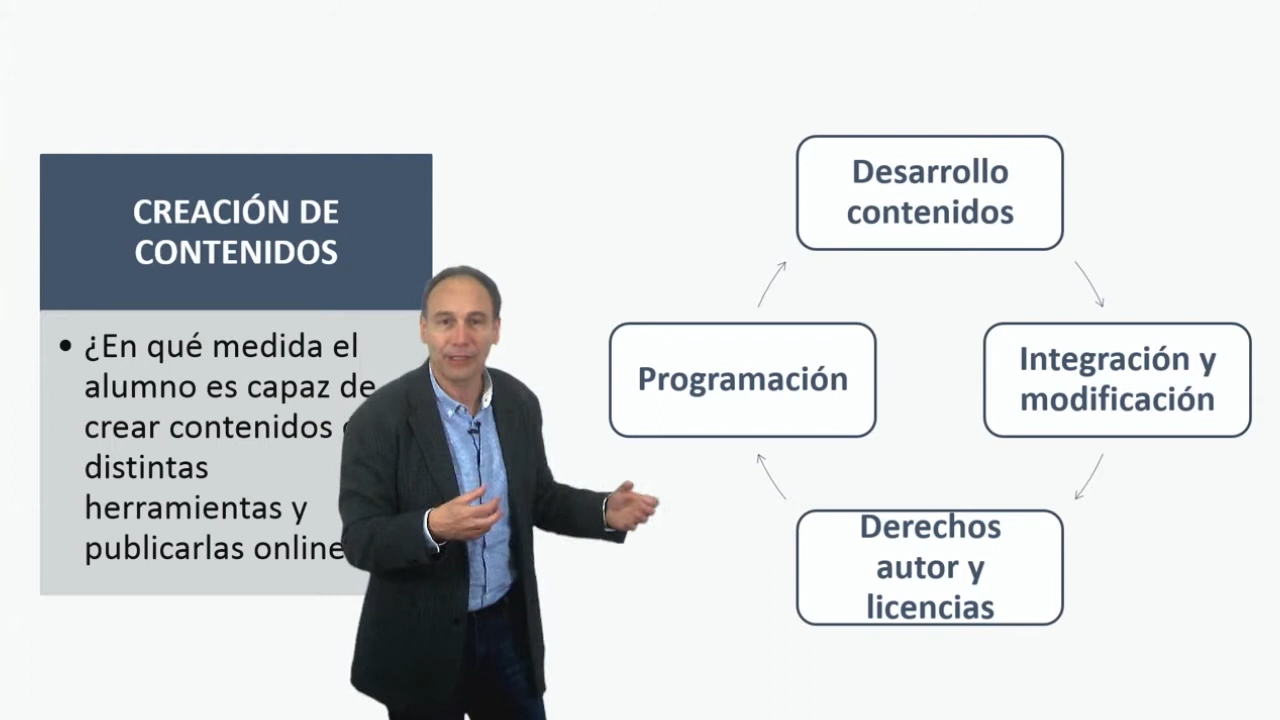 CREACIÓN DE
CONTENIDOS
• ¿En qué medida el
alumno es capaz de
crear contenidos
distintas
herramientas y
publicarlas online
Desarrollo
contenidos
Integración y
modificación
Derechos
autor y
licencias
Programación